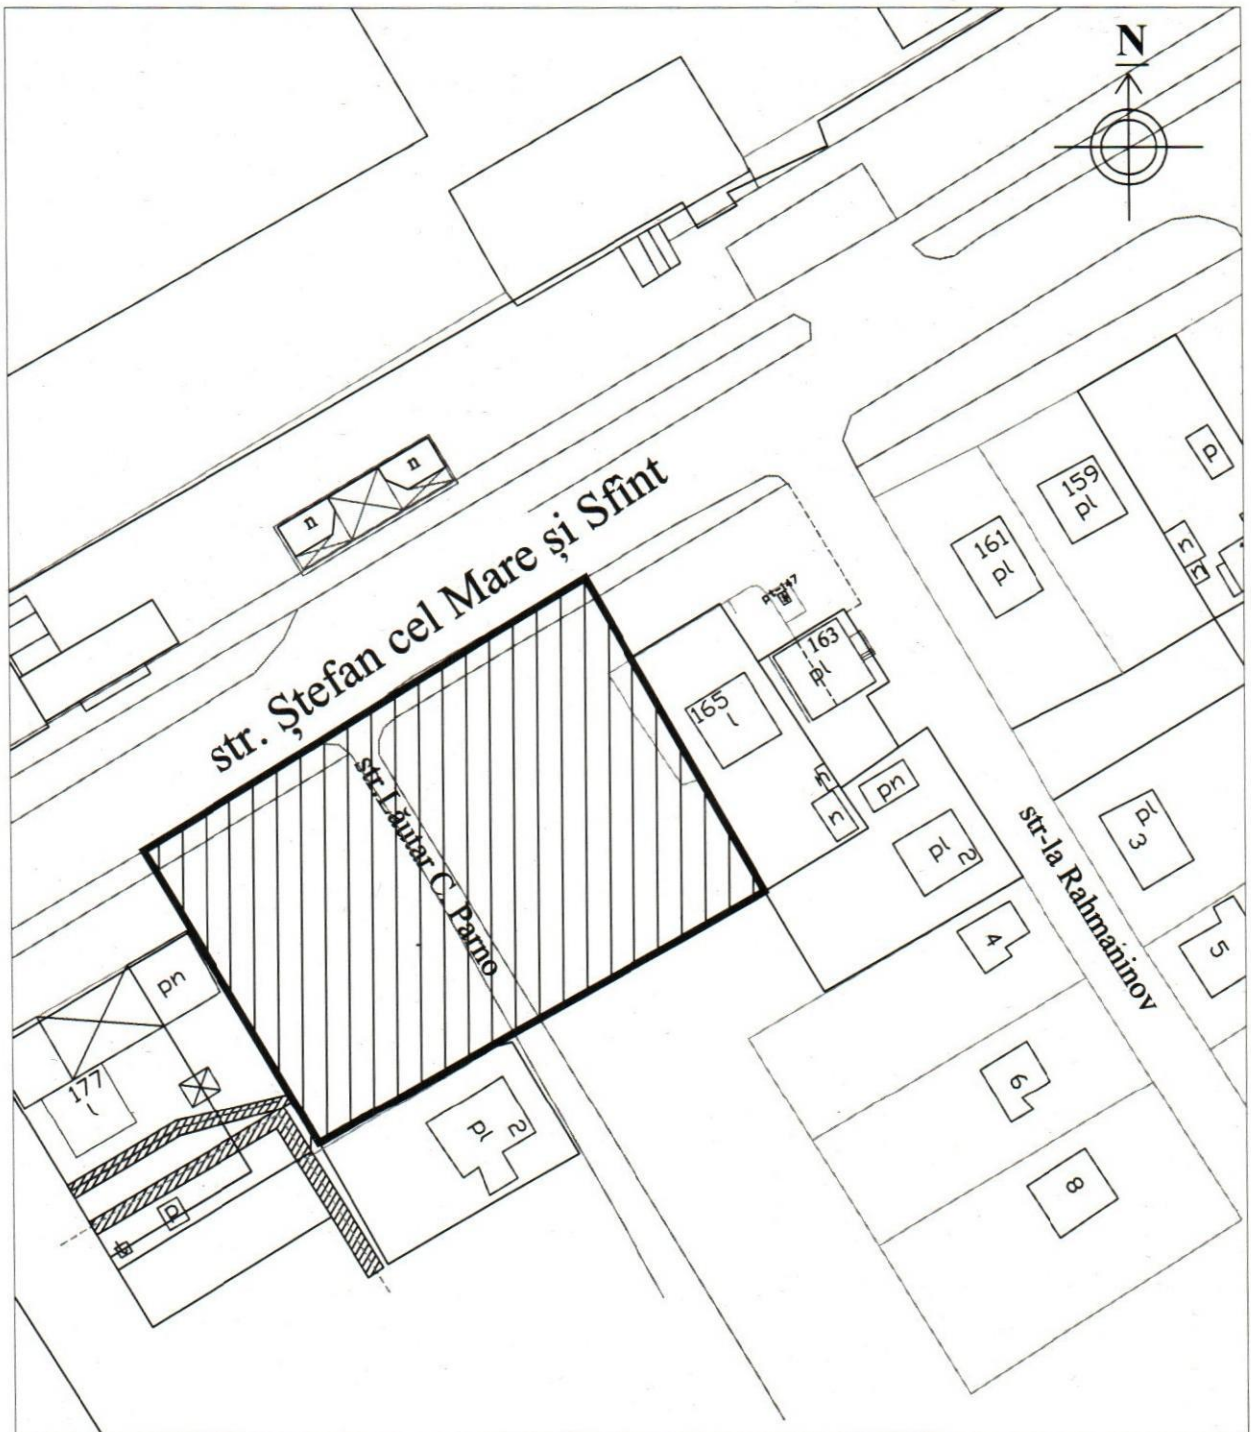 N
n
n
str. Ștefan cel Mare și Sfînt
159
pl
161
pl
p
n
n
163
pl
165
l
str. Lăutar C. Parno
n
n
pn
pl 2
str-la Rahmaninov
pl
3
4
5
pn
177
l
6
pl 2
8
p